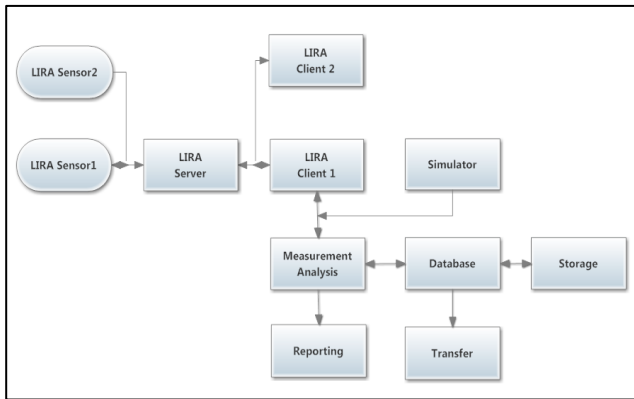 LIRA Sensor2
LIRA
Client 2
LIRA Sensor1
LIRA
Server
LIRA
Client 1
Simulator
Measurement
Analysis
Database
Storage
Reporting
Transfer